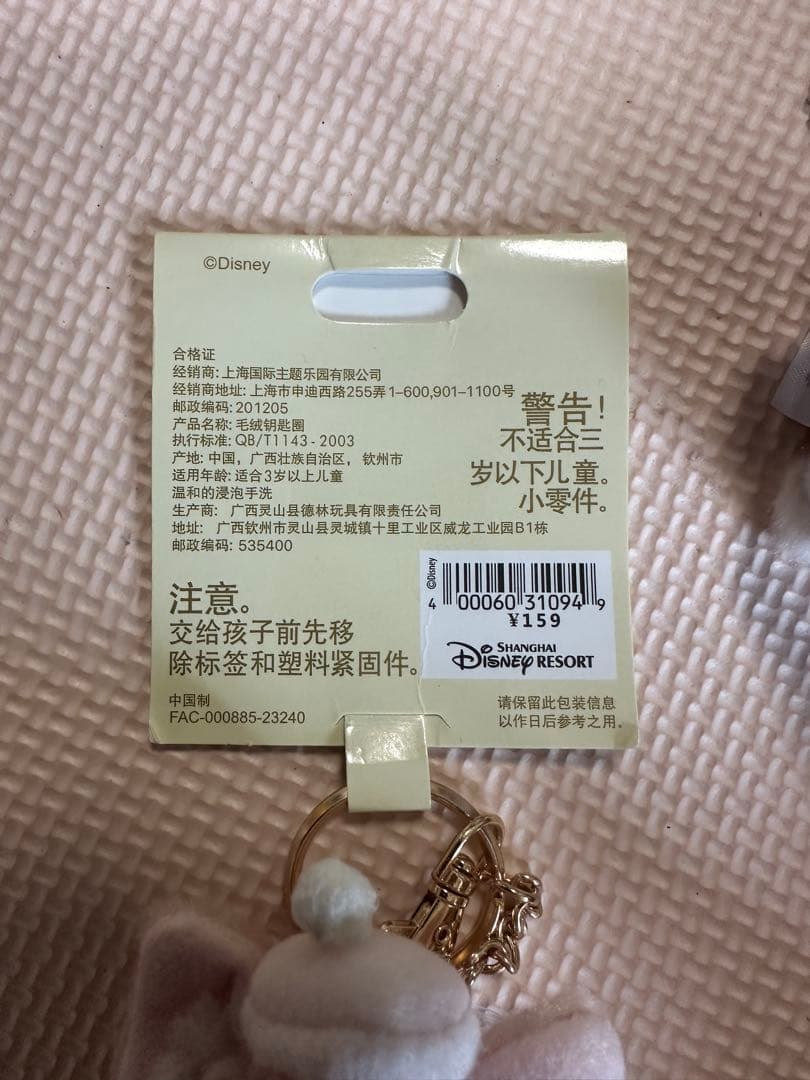 ©Disney
合格证
经销商:上海国际主题乐园有限公司
经销商地址: 上海市申迪西路255弄1-600,901-1100号
邮政编码:201205
产品名称: 毛绒钥匙圈
执行标准: QB/T1143 - 2003
产地: 中国，广西壮族自治区，钦州市
适用年龄: 适合3岁以上儿童
温和的浸泡手洗
生产商: 广西灵山县德林玩具有限责任公司
地址: 广西钦州市灵山县灵城镇十里工业区威龙工业园B1栋
邮政编码: 535400
警告!
不适合三
岁以下儿童。
小零件。
注意。
交给孩子前先移
除标签和塑料紧固件。
©Disney
4 00060 31094 9
¥159
SHANGHAI
Disney RESORT
中国制
FAC-000885-23240
请保留此包装信息
以作日后参考之用。